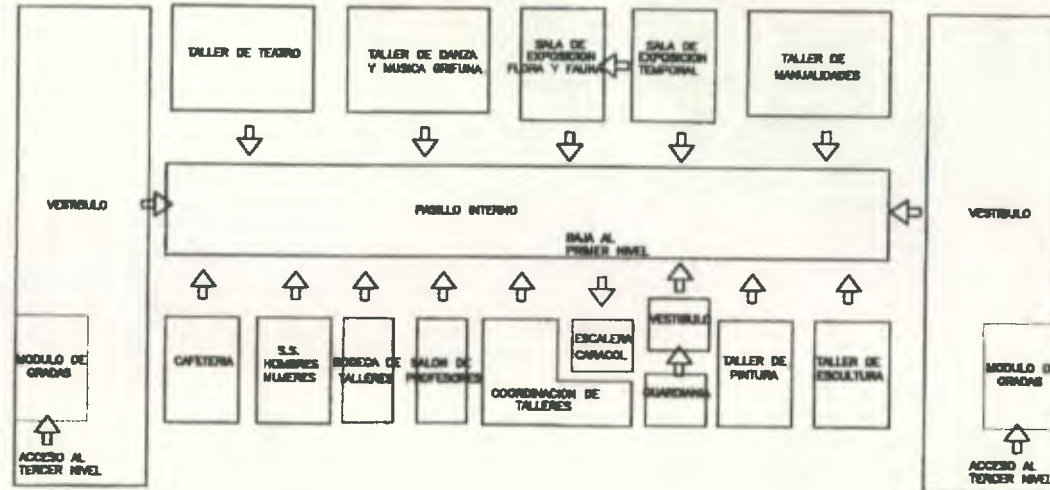 TALLER DE TEATRO
TALLER DE DANZA
Y MUSICA GRIFUNA
SALA DE
EXPOSICION
FLORA Y FAUNA
SALA DE
EXPOSICION
TEMPORAL
TALLER DE
MANUALIDADES
VESTIBULO
PASILLO INTERNO
VESTIBULO
BAJA AL
PRIMER NIVEL
MODULO DE
GRADAS
CAFETERIA
S.S.
HOMBRES
MUJERES
BODEGA DE
TALLERES
SALON DE
PROFESORES
COORDINACION DE
TALLERES
ESCALERA
CARACOL
VESTIBULO
GUARDIANIA
TALLER DE
PINTURA
TALLER DE
ESCULTURA
MODULO DE
GRADAS
ACCESO AL
TERCER NIVEL
ACCESO AL
TERCER NIVEL